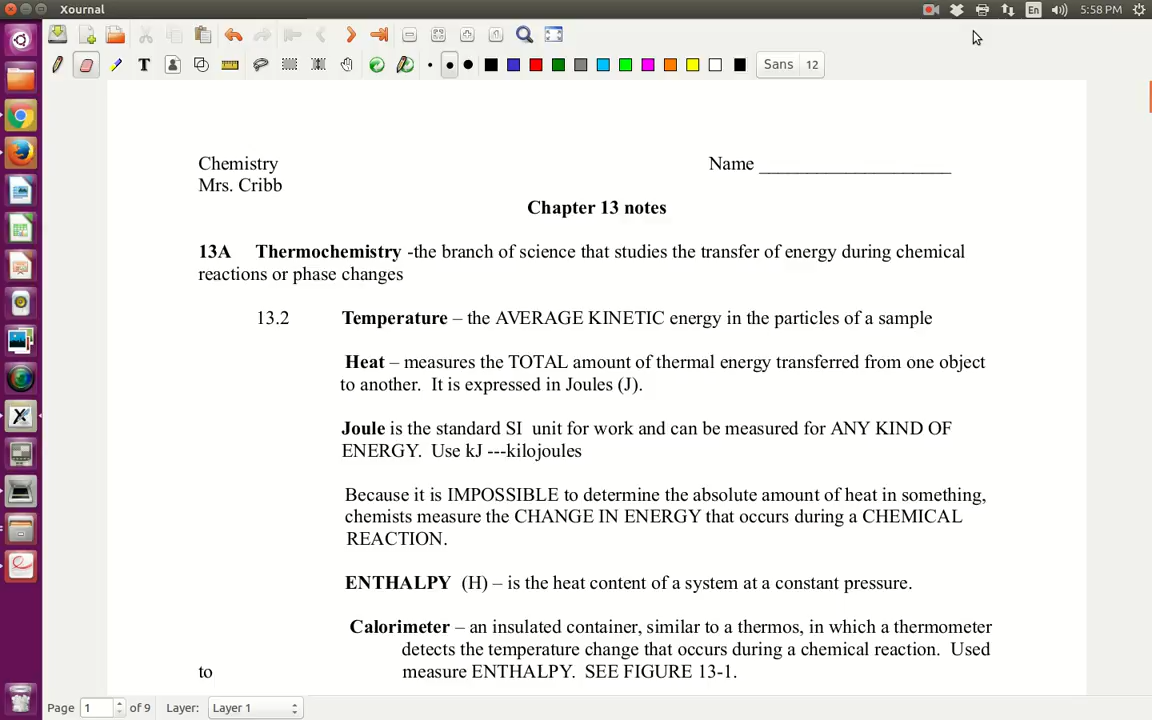 Xournal
En
5:58 PM
T
Sans 12
Chemistry
Name ____________________
Mrs. Cribb
Chapter 13 notes
13A Thermochemistry -the branch of science that studies the transfer of energy during chemical
reactions or phase changes
13.2 Temperature – the AVERAGE KINETIC energy in the particles of a sample
Heat – measures the TOTAL amount of thermal energy transferred from one object
to another. It is expressed in Joules (J).
Joule is the standard SI unit for work and can be measured for ANY KIND OF
ENERGY. Use kJ ---kilojoules
Because it is IMPOSSIBLE to determine the absolute amount of heat in something,
chemists measure the CHANGE IN ENERGY that occurs during a CHEMICAL
REACTION.
ENTHALPY (H) – is the heat content of a system at a constant pressure.
Calorimeter – an insulated container, similar to a thermos, in which a thermometer
detects the temperature change that occurs during a chemical reaction. Used
to measure ENTHALPY. SEE FIGURE 13-1.
Page 1 of 9 Layer: Layer 1